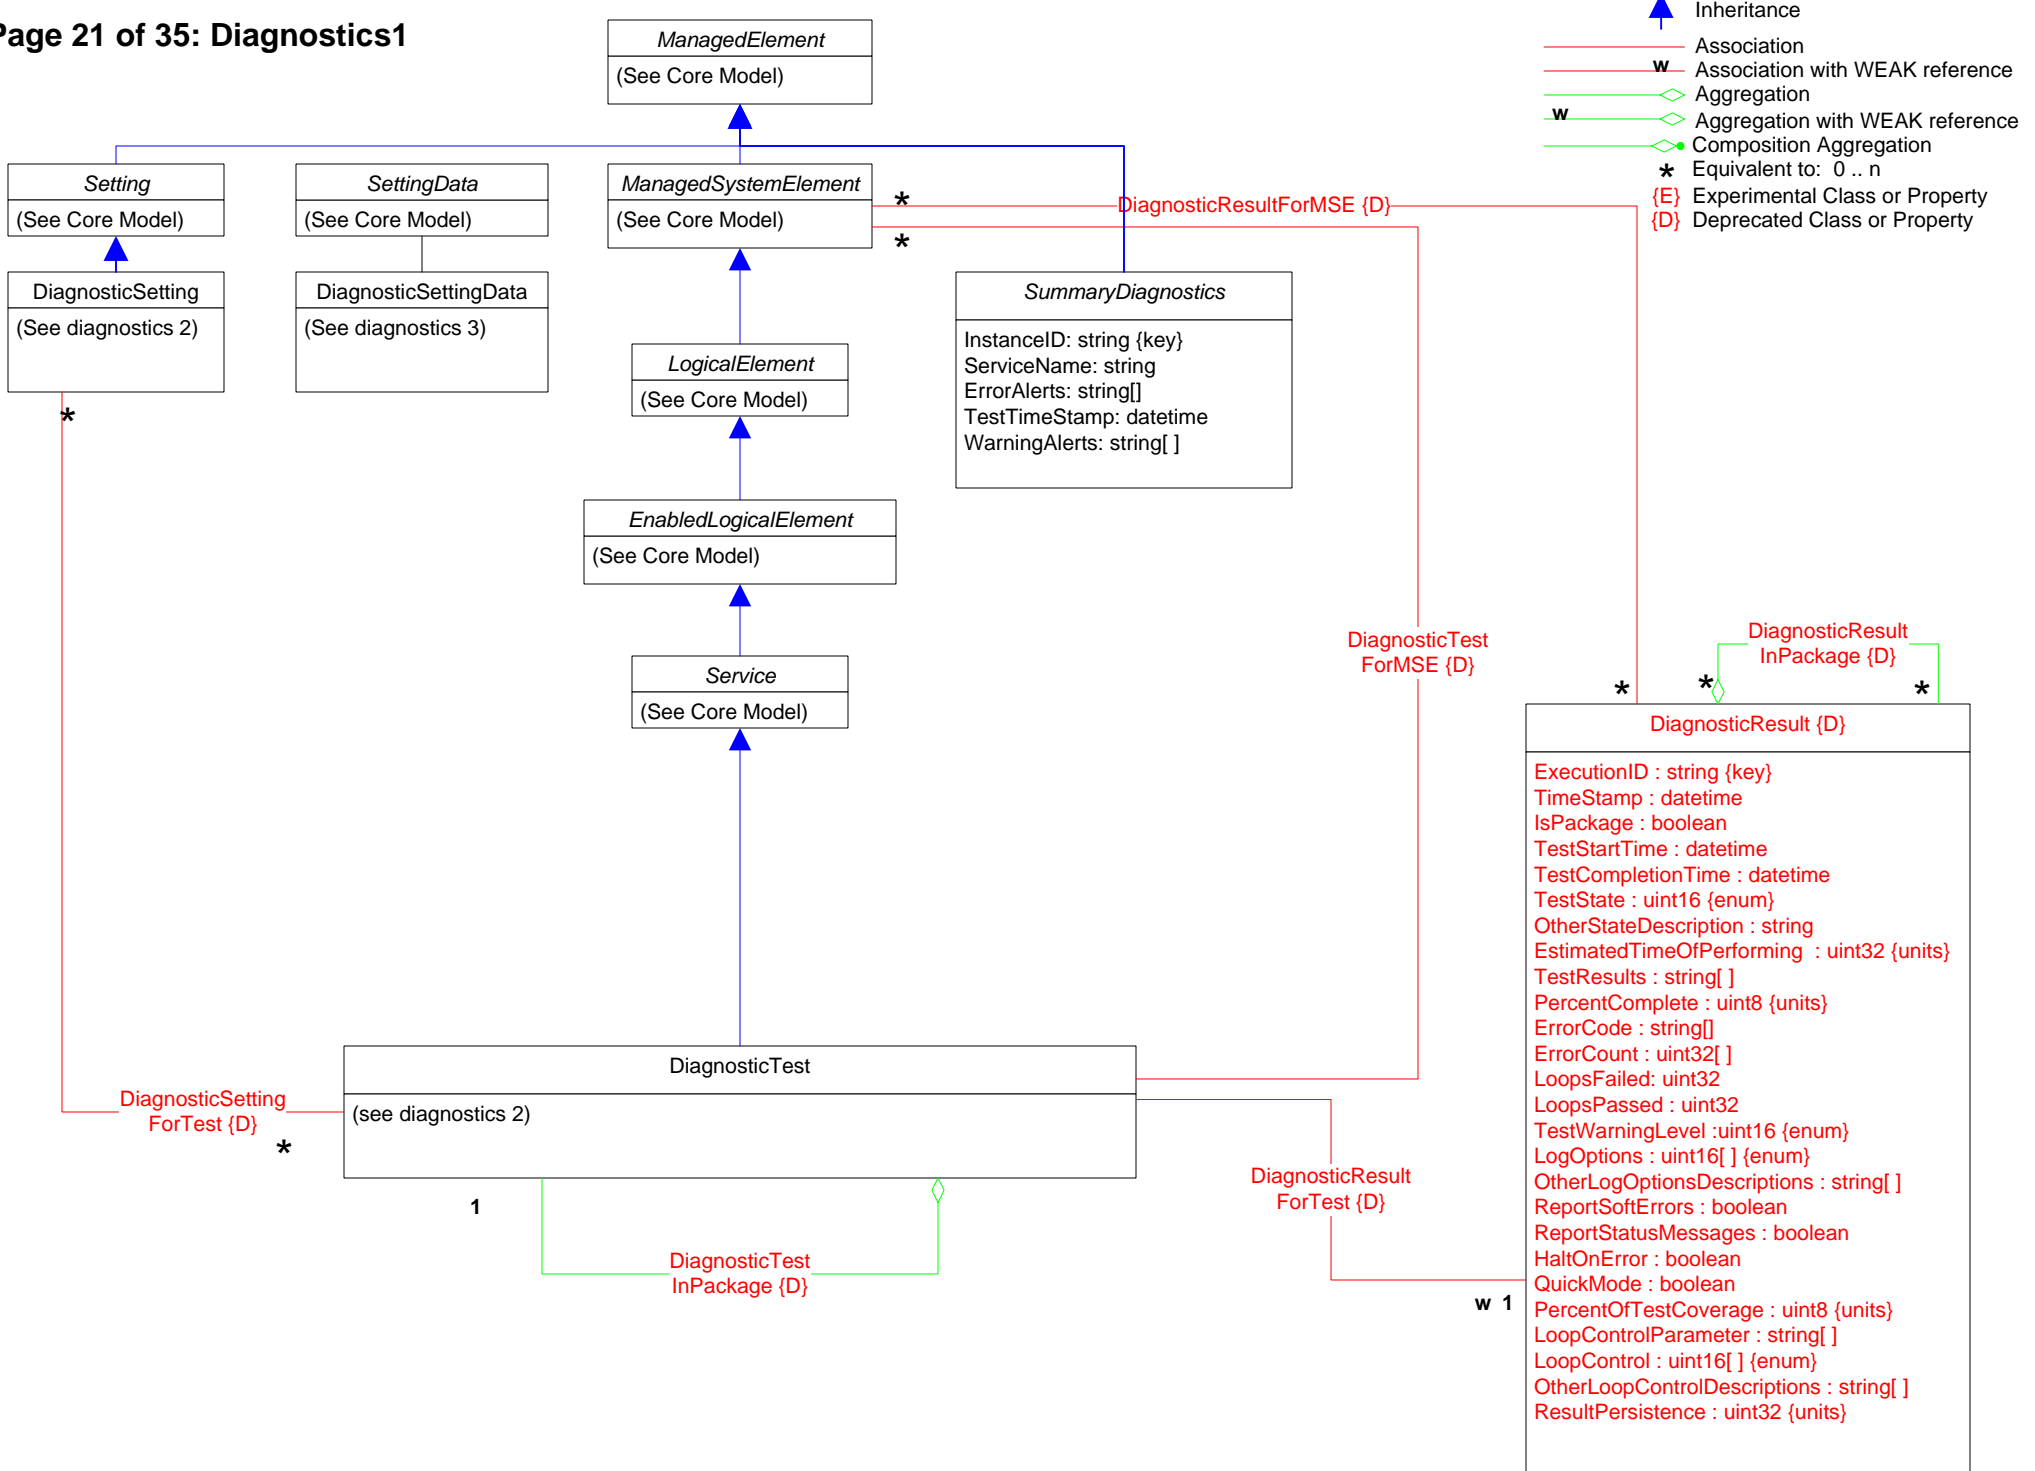 Page 21 of 35: Diagnostics1
Inheritance
Association
w
Association with WEAK reference
Aggregation
w
Aggregation with WEAK reference
Composition Aggregation
*
Equivalent to: 0 .. n
{E} Experimental Class or Property
{D} Deprecated Class or Property
ManagedElement
(See Core Model)
Setting
(See Core Model)
SettingData
(See Core Model)
ManagedSystemElement
(See Core Model)
*
*
DiagnosticResultForMSE {D}
DiagnosticSetting
(See diagnostics 2)
*
DiagnosticSettingData
(See diagnostics 3)
SummaryDiagnostics
InstanceID: string {key}
ServiceName: string
ErrorAlerts: string[]
TestTimeStamp: datetime
WarningAlerts: string[ ]
LogicalElement
(See Core Model)
EnabledLogicalElement
(See Core Model)
Service
(See Core Model)
DiagnosticTest
ForMSE {D}
DiagnosticResult
InPackage {D}
*
*
*
DiagnosticResult {D}
ExecutionID : string {key}
TimeStamp : datetime
IsPackage : boolean
TestStartTime : datetime
TestCompletionTime : datetime
TestState : uint16 {enum}
OtherStateDescription : string
EstimatedTimeOfPerforming : uint32 {units}
TestResults : string[ ]
PercentComplete : uint8 {units}
ErrorCode : string[]
ErrorCount : uint32[ ]
LoopsFailed: uint32
LoopsPassed : uint32
TestWarningLevel :uint16 {enum}
LogOptions : uint16[ ] {enum}
OtherLogOptionsDescriptions : string[ ]
ReportSoftErrors : boolean
ReportStatusMessages : boolean
HaltOnError : boolean
QuickMode : boolean
PercentOfTestCoverage : uint8 {units}
LoopControlParameter : string[ ]
LoopControl : uint16[ ] {enum}
OtherLoopControlDescriptions : string[ ]
ResultPersistence : uint32 {units}
DiagnosticTest
(see diagnostics 2)
DiagnosticSetting
ForTest {D}
*
1
DiagnosticTest
InPackage {D}
DiagnosticResult
ForTest {D}
w 1